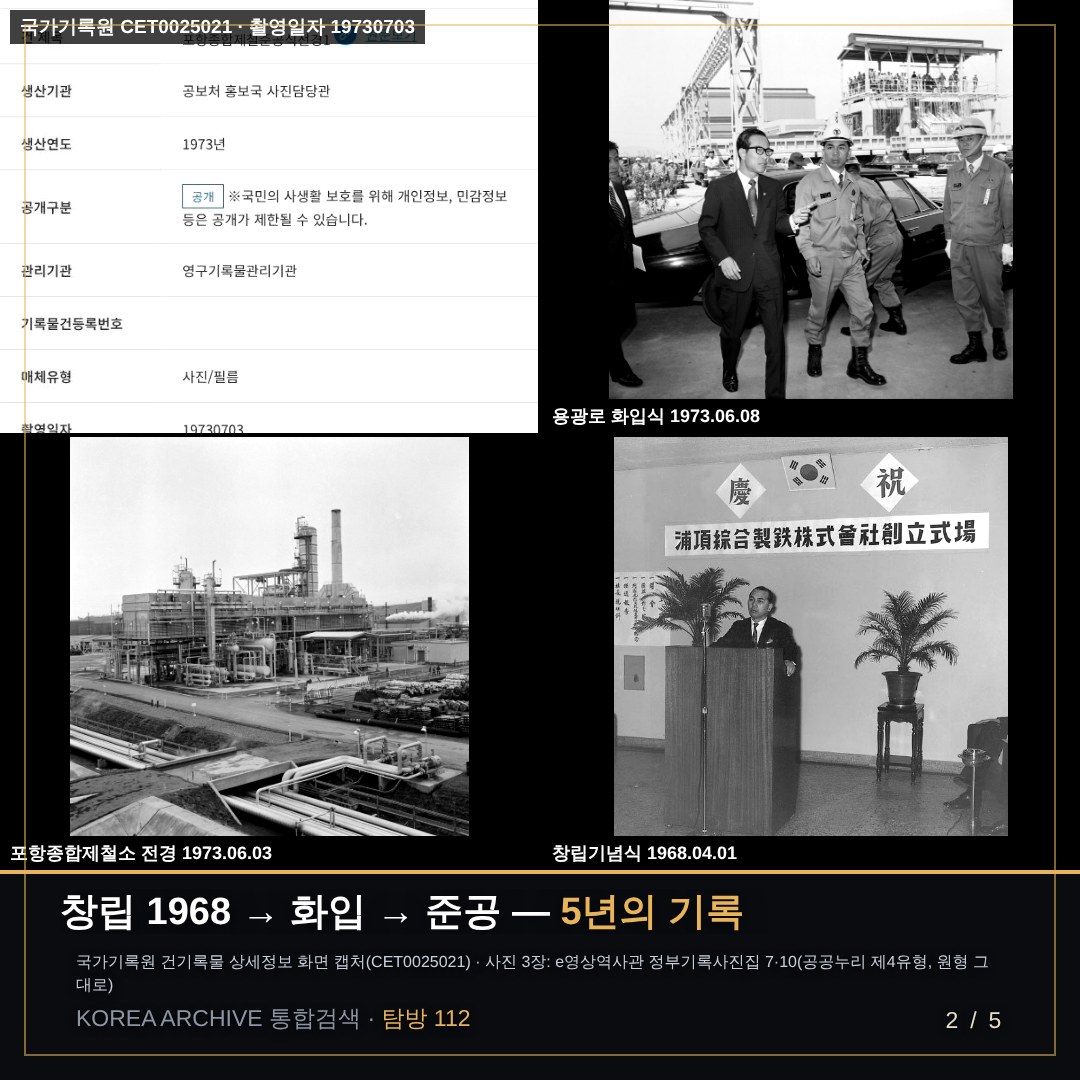 국가기록원 CET0025021 · 촬영일자 19730703
생산기관 공보처 홍보국 사진담당관
생산연도 1973년
공개구분 공개 ※국민의 사생활 보호를 위해 개인정보, 민감정보
등은 공개가 제한될 수 있습니다.
관리기관 영구기록물관리기관
기록물건등록번호
매체유형 사진/필름
촬영일자 19730703
용광로 화입식 1973.06.08
慶 祝
浦項綜合製鉄株式會社創立式場
포항종합제철소 전경 1973.06.03
창립기념식 1968.04.01
창립 1968 → 화입 → 준공 — 5년의 기록
국가기록원 건기록물 상세정보 화면 캡처(CET0025021) · 사진 3장: e영상역사관 정부기록사진집 7·10(공공누리 제4유형, 원형 그
대로)
KOREA ARCHIVE 통합검색 · 탐방 112
2 / 5